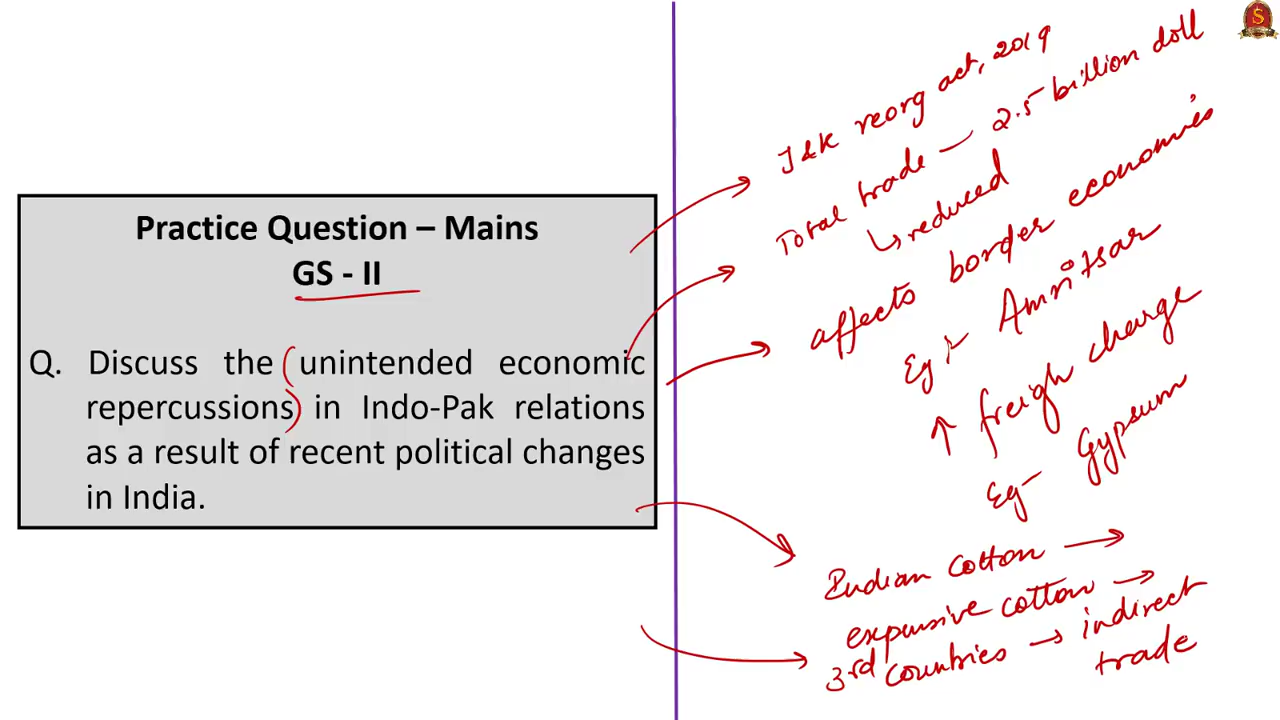 Practice Question – Mains
GS - II
Q. Discuss the (unintended economic
repercussions) in Indo-Pak relations
as a result of recent political changes
in India.
J&K reorg act, 2019
Total trade — 2.5 billion doll
↳ reduced
affects border economies
Eg:- Amritsar
↑ freigh charge
Eg- Gypsum
Indian cotton →
expensive cotton →
3rd countries → indirect
trade
S